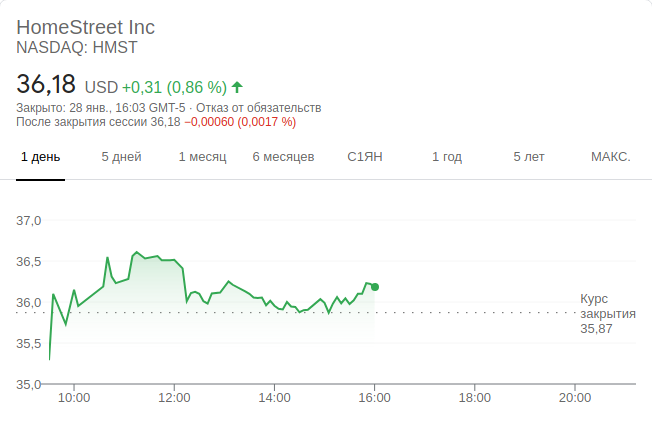 HomeStreet Inc
NASDAQ: HMST
36,18 USD +0,31 (0,86 %)
Закрыто: 28 янв., 16:03 GMT-5 · Отказ от обязательств
После закрытия сессии 36,18 −0,00060 (0,0017 %)
1 день 5 дней 1 месяц 6 месяцев С1ЯН 1 год 5 лет МАКС.
37,0
36,5
36,0
35,5
35,0
Курс
закрытия
35,87
10:00 12:00 14:00 16:00 18:00 20:00